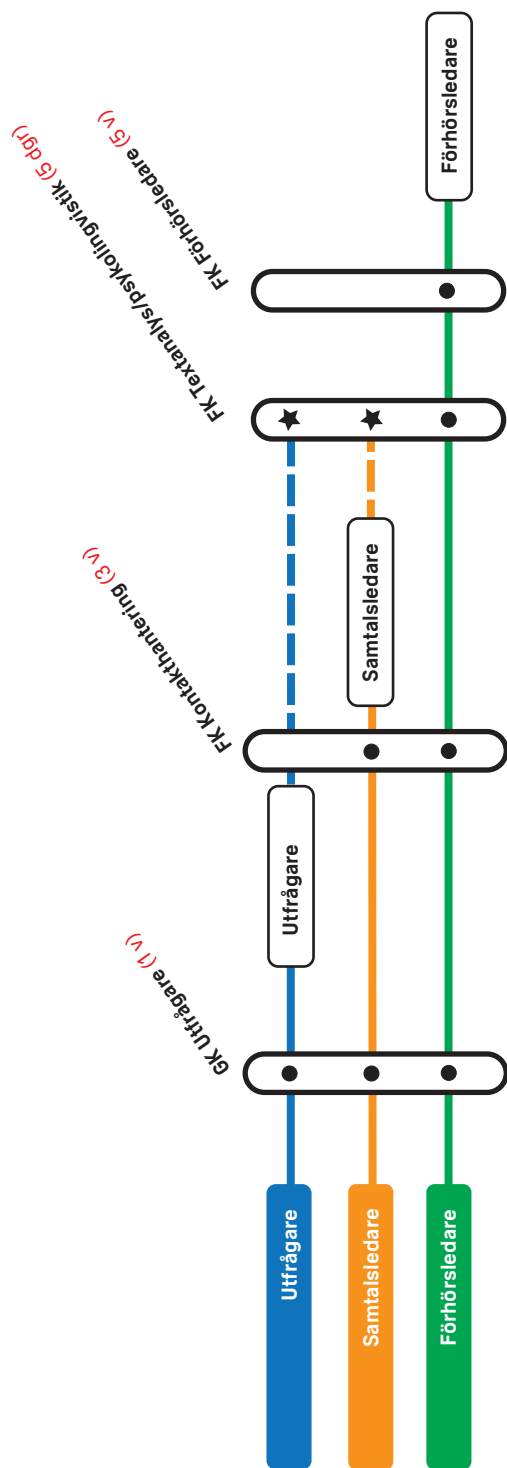 GK Utfrågare (1 v)
FK Kontakthantering (3 v)
FK Textanalys/psykolingvistik (5 dgr)
FK Förhörsledare (5 v)
Utfrågare
Utfrågare
Samtalsledare
Samtalsledare
Förhörsledare
Förhörsledare